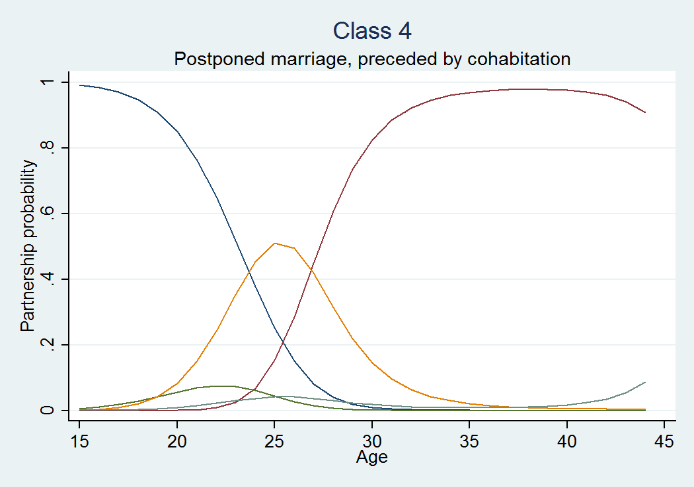 Class 4
Postponed marriage, preceded by cohabitation
Partnership probability
1
.8
.6
.4
.2
0
15 20 25 30 35 40 45
Age